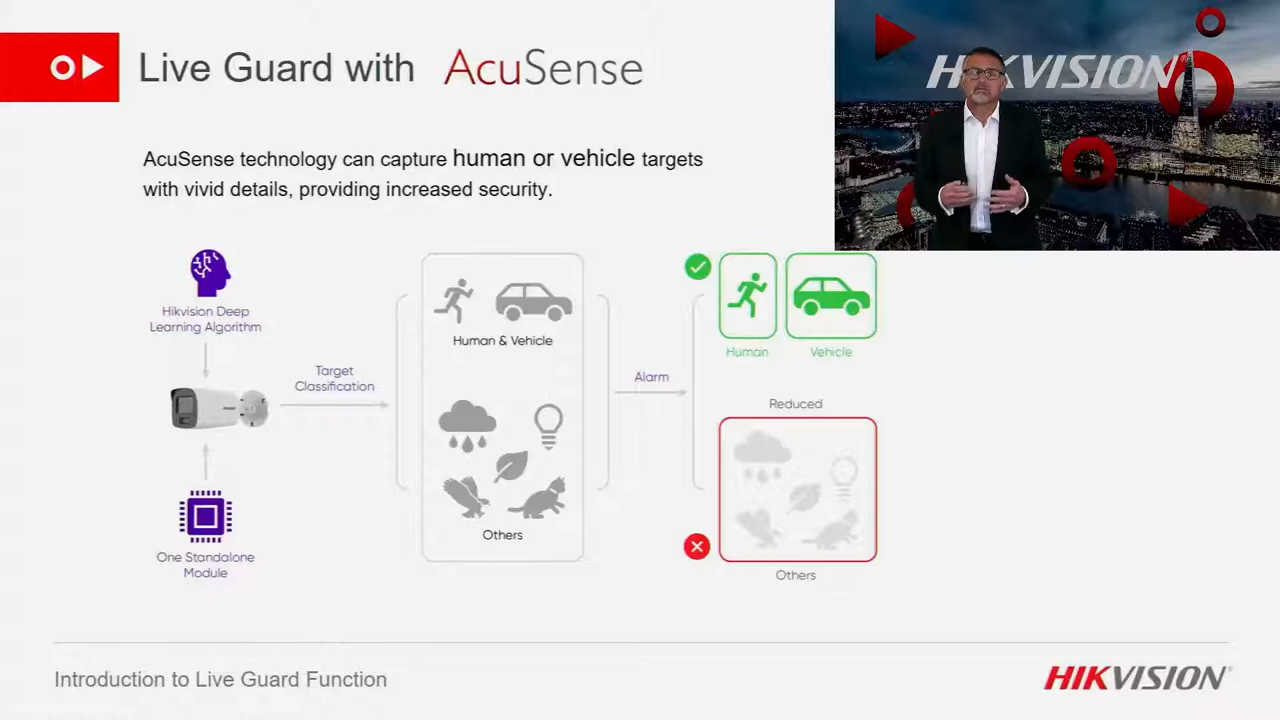 Live Guard with AcuSense
HIKVISION
AcuSense technology can capture human or vehicle targets
with vivid details, providing increased security.
Hikvision Deep
Learning Algorithm
Target
Classification
One Standalone
Module
Human & Vehicle
Others
Alarm
Human
Vehicle
Reduced
Others
Introduction to Live Guard Function
HIKVISION®